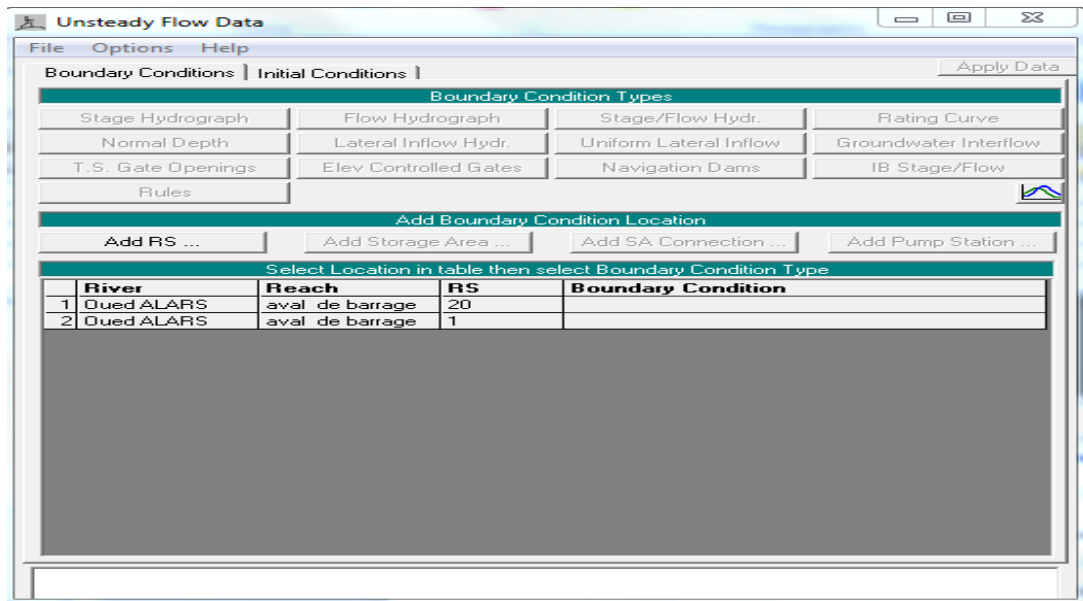 Unsteady Flow Data
File Options Help
Boundary Conditions Initial Conditions Apply Data
Boundary Condition Types
Stage Hydrograph Flow Hydrograph Stage/Flow Hydr. Rating Curve
Normal Depth Lateral Inflow Hydr. Uniform Lateral Inflow Groundwater Interflow
T.S. Gate Openings Elev Controlled Gates Navigation Dams IB Stage/Flow
Rules
Add Boundary Condition Location
Add RS ... Add Storage Area ... Add SA Connection ... Add Pump Station ...
Select Location in table then select Boundary Condition Type
River Reach RS Boundary Condition
1 Oued ALARS aval de barrage 20
2 Oued ALARS aval de barrage 1